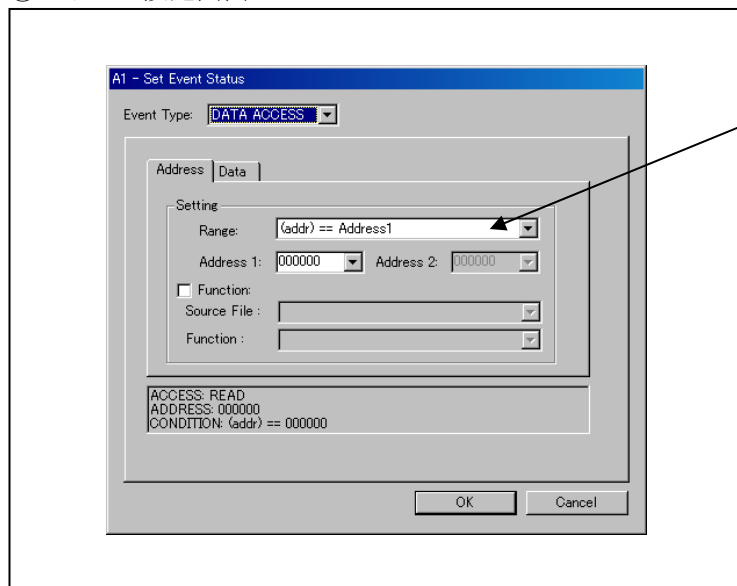 A1 - Set Event Status
Event Type: DATA ACCESS
Address Data
Setting
Range: (addr) == Address1
Address 1: 000000 Address 2: 000000
Function:
Source File :
Function :
ACCESS: READ
ADDRESS: 000000
CONDITION: (addr) == 000000
OK Cancel